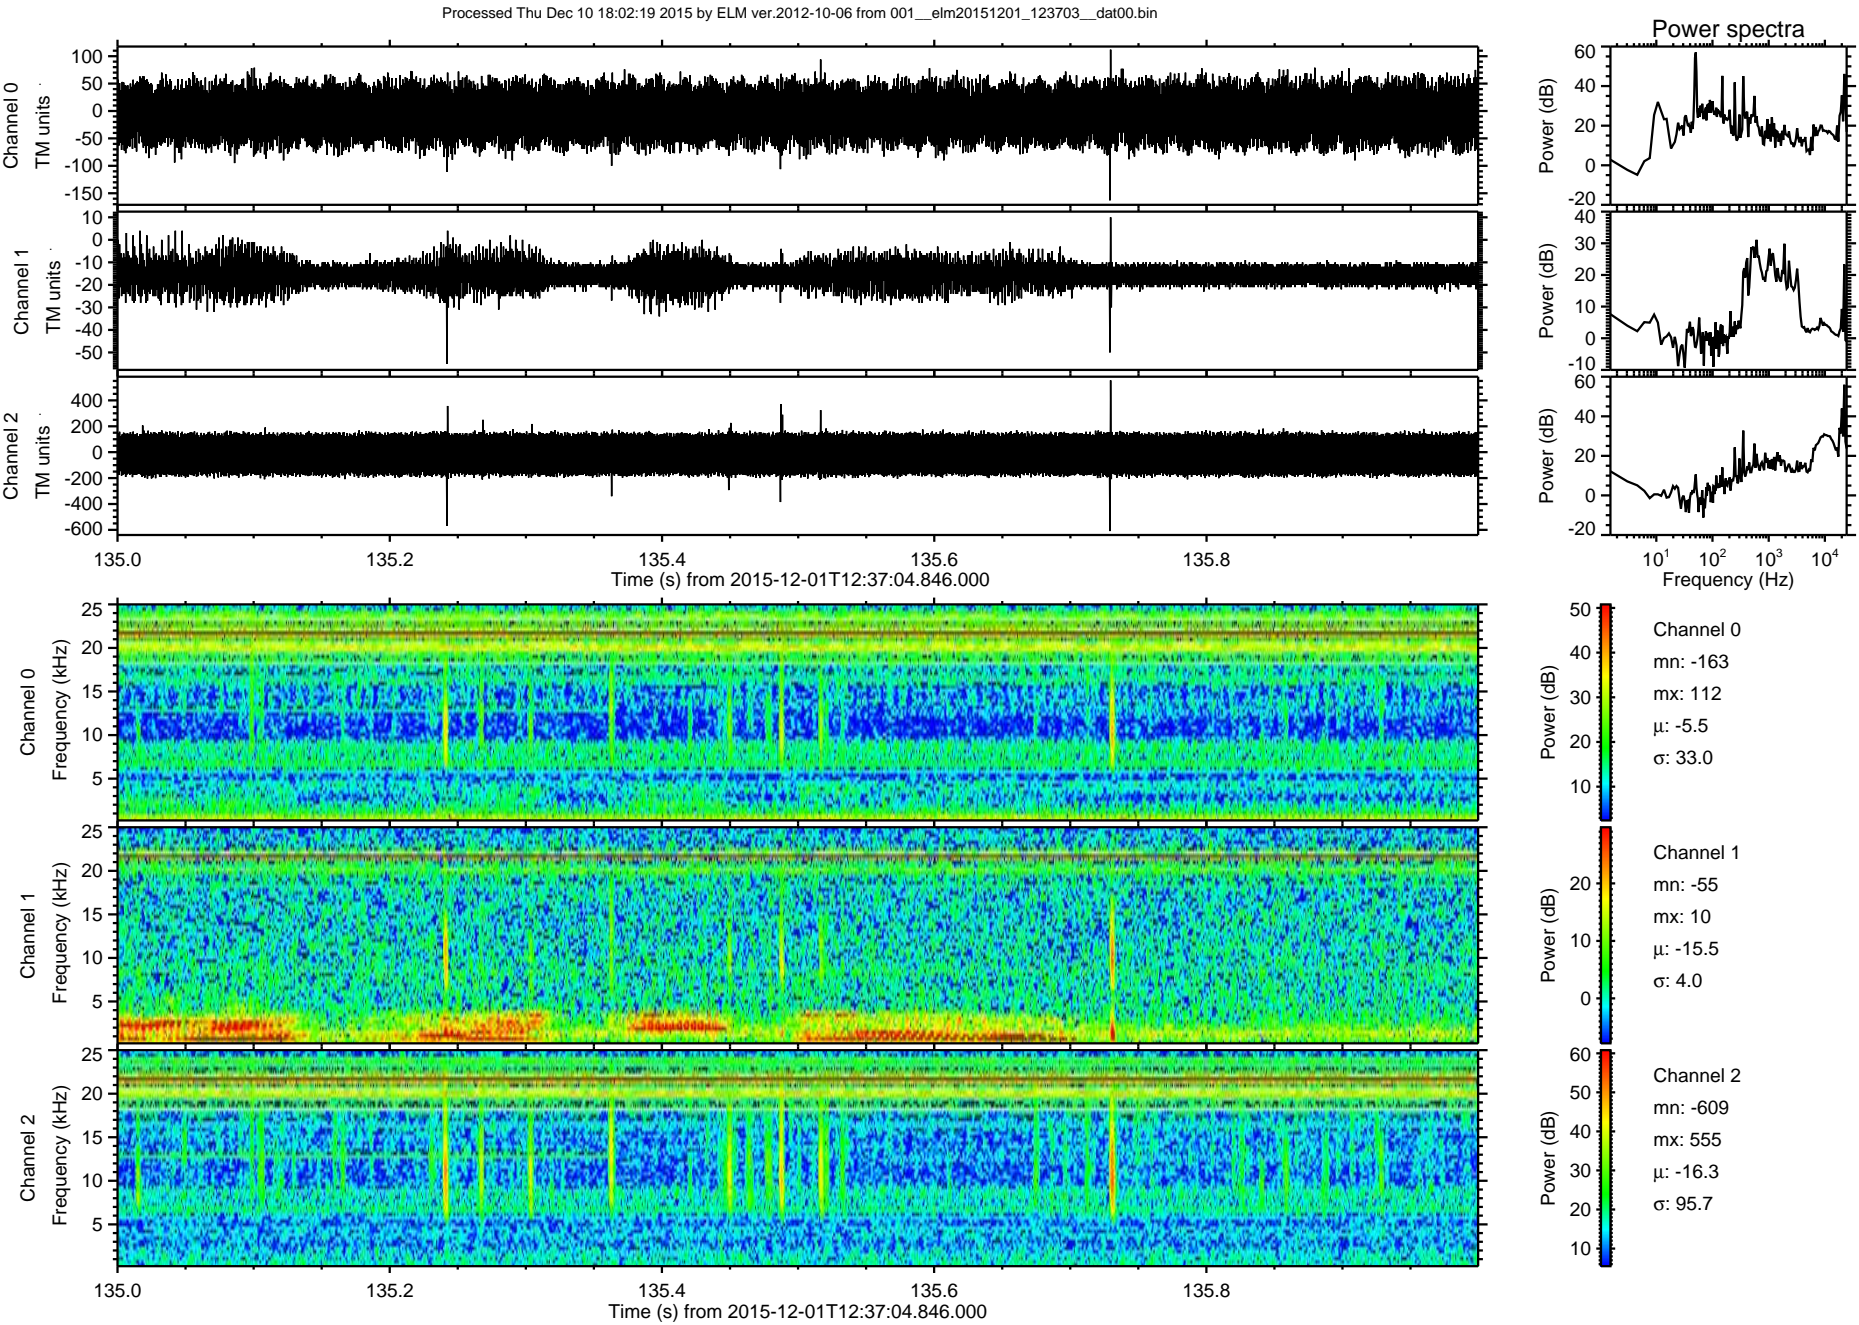 Processed Thu Dec 10 18:02:19 2015 by ELM ver.2012-10-06 from 001__elm20151201_123703__dat00.bin
Power spectra
Channel 0
TM units
100
50
0
-50
-100
-150
Power (dB)
60
40
20
0
-20
Channel 1
TM units
10
0
-10
-20
-30
-40
-50
Power (dB)
40
30
20
10
0
-10
Channel 2
TM units
400
200
0
-200
-400
-600
Power (dB)
60
40
20
0
-20
135.0 135.2 135.4 135.6 135.8
Time (s) from 2015-12-01T12:37:04.846.000
10^1 10^2 10^3 10^4
Frequency (Hz)
Channel 0
Frequency (kHz)
25
20
15
10
5
Power (dB)
50
40
30
20
10
Channel 0
mn: -163
mx: 112
μ: -5.5
σ: 33.0
Channel 1
Frequency (kHz)
25
20
15
10
5
Power (dB)
20
10
0
Channel 1
mn: -55
mx: 10
μ: -15.5
σ: 4.0
Channel 2
Frequency (kHz)
25
20
15
10
5
Power (dB)
60
50
40
30
20
10
Channel 2
mn: -609
mx: 555
μ: -16.3
σ: 95.7
135.0 135.2 135.4 135.6 135.8
Time (s) from 2015-12-01T12:37:04.846.000